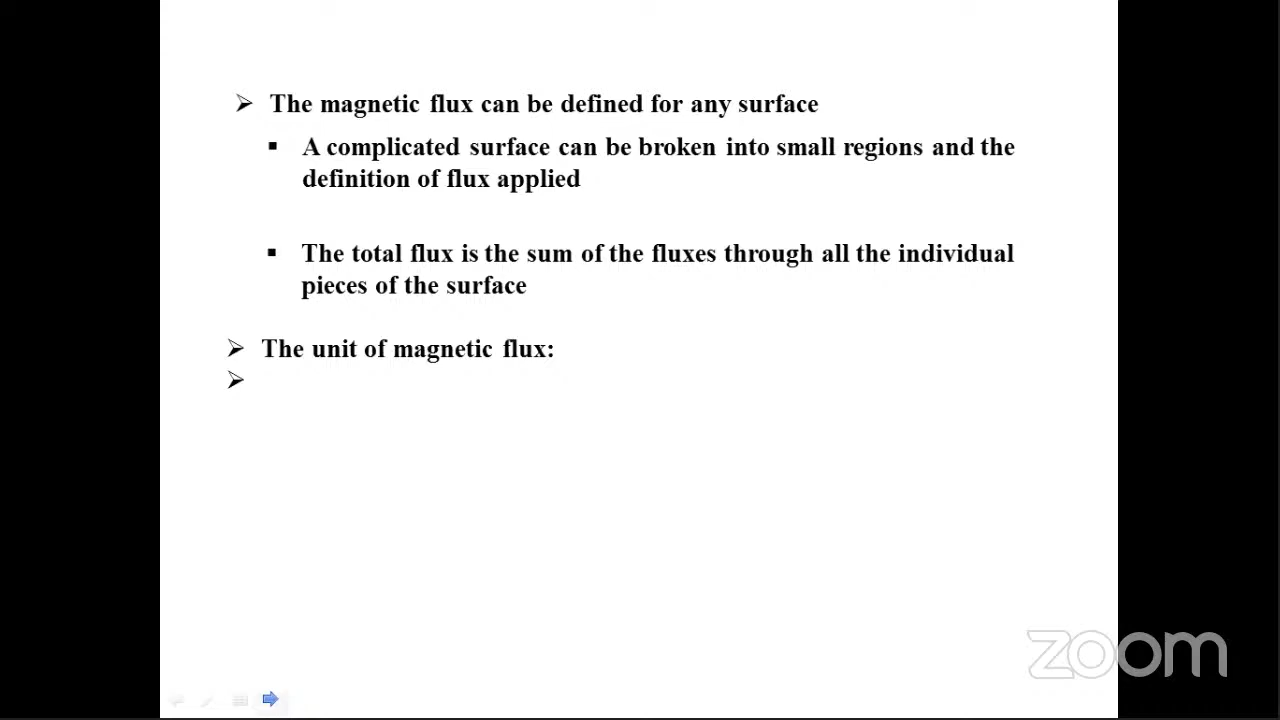 The magnetic flux can be defined for any surface
A complicated surface can be broken into small regions and the
definition of flux applied
The total flux is the sum of the fluxes through all the individual
pieces of the surface
The unit of magnetic flux:
zoom